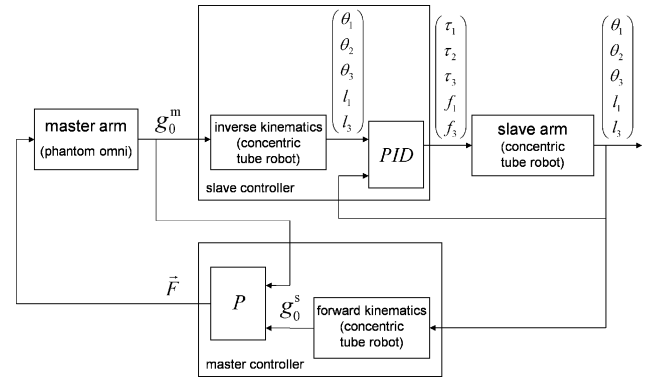 θ1
θ2
θ3
l1
l3
τ1
τ2
τ3
f1
f3
θ1
θ2
θ3
l1
l3
master arm
(phantom omni)
g0^m
inverse kinematics
(concentric
tube robot)
PID
slave controller
slave arm
(concentric
tube robot)
F⃗
P
g0^s
forward kinematics
(concentric
tube robot)
master controller